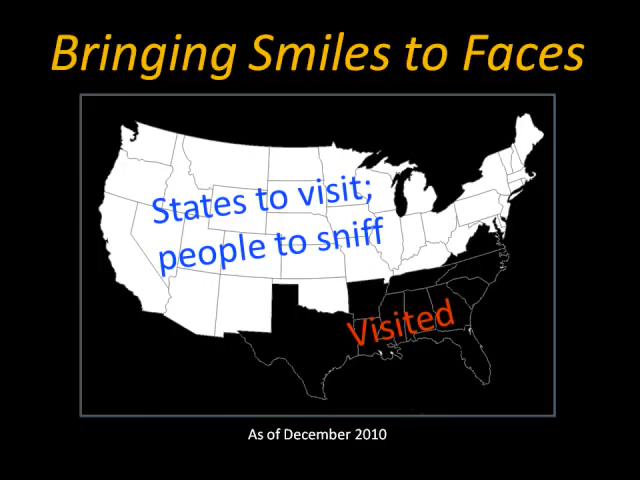 Bringing Smiles to Faces
States to visit;
people to sniff
Visited
As of December 2010